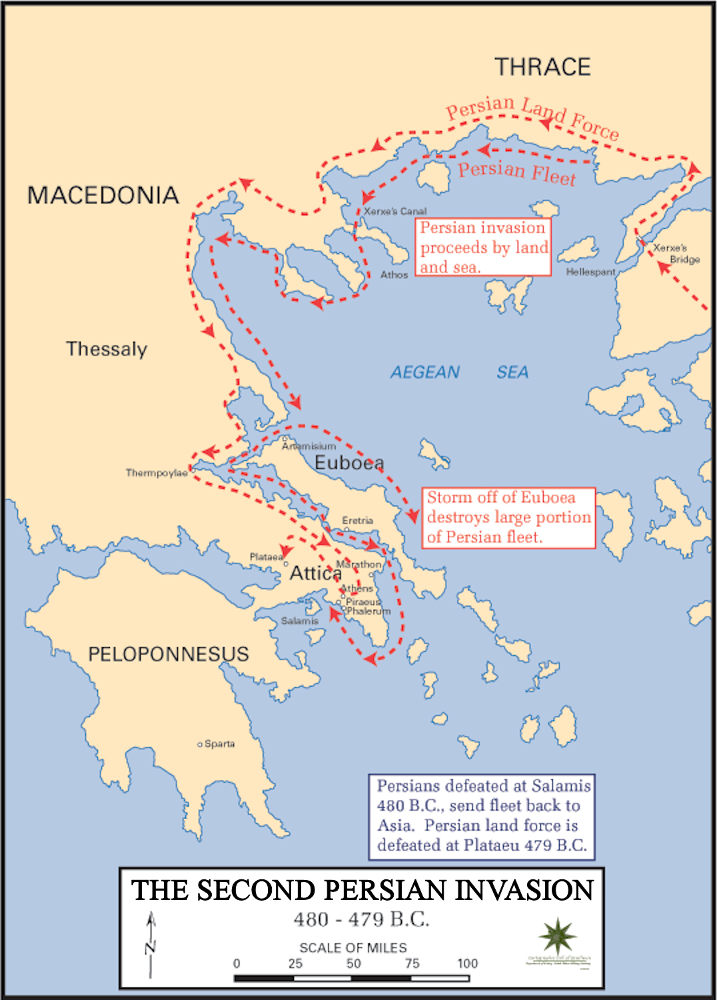 THRACE
Persian Land Force
Persian Fleet
MACEDONIA
Xerxe's Canal
Persian invasion
proceeds by land
and sea.
Xerxe's
Bridge
Athos
Hellespant
Thessaly
AEGEAN SEA
Artemisium
Euboea
Thermpoylae
Storm off of Euboea
destroys large portion
of Persian fleet.
Eretria
Plataea
Marathon
Attica
Athens
Piraeus
Phalerum
Salamis
PELOPONNESUS
Sparta
Persians defeated at Salamis
480 B.C., send fleet back to
Asia. Persian land force is
defeated at Plataeu 479 B.C.
THE SECOND PERSIAN INVASION
480 - 479 B.C.
N
SCALE OF MILES
0 25 50 75 100